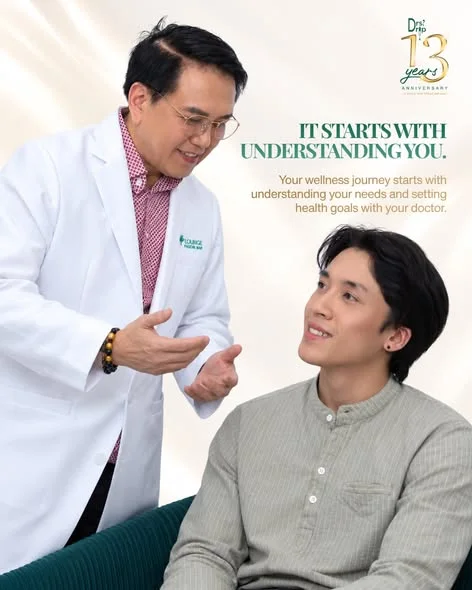 Drs'
Drip
13
years
ANNIVERSARY
IT STARTS WITH
UNDERSTANDING YOU.
Your wellness journey starts with
understanding your needs and setting
health goals with your doctor.
LOUNGE